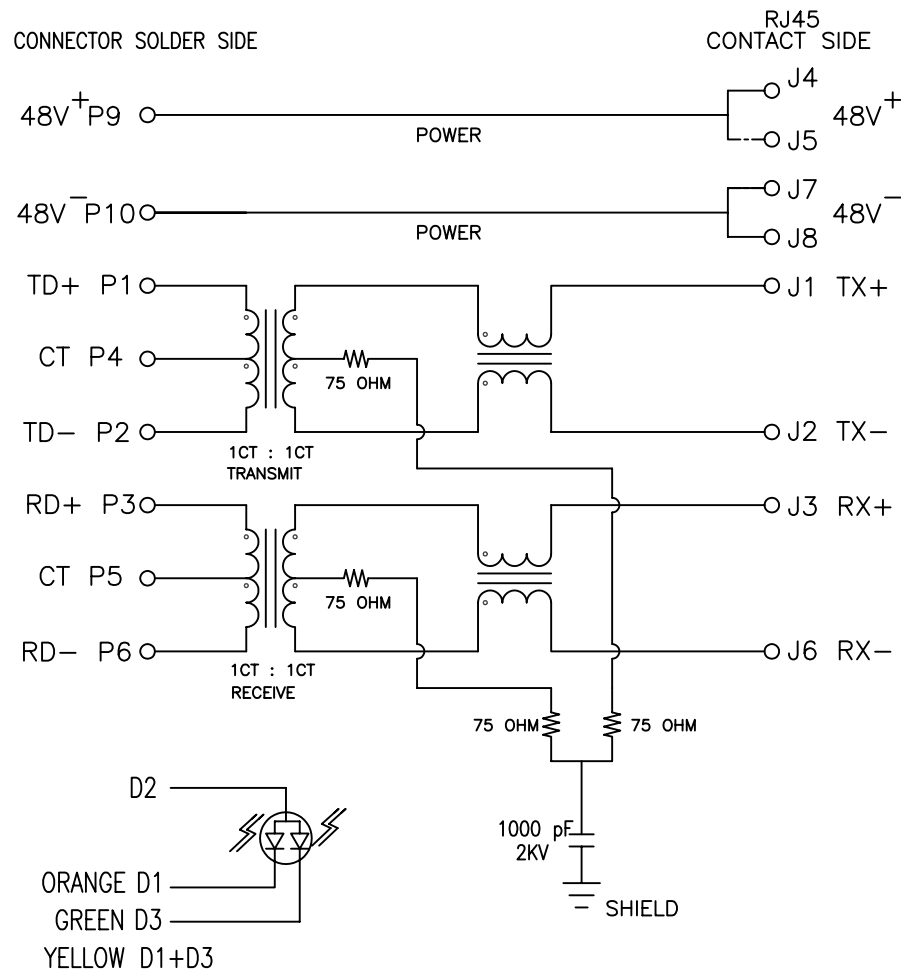 RJ45
CONNECTOR SOLDER SIDE
CONTACT SIDE
J4
48V+ P9
48V+
POWER
J5
J7
48V- P10
48V-
POWER
J8
TD+ P1
J1 TX+
CT P4
75 OHM
TD- P2
J2 TX-
1CT : 1CT
TRANSMIT
RD+ P3
J3 RX+
CT P5
75 OHM
RD- P6
J6 RX-
1CT : 1CT
RECEIVE
75 OHM
75 OHM
D2
1000 pF
2KV
ORANGE D1
SHIELD
GREEN D3
YELLOW D1+D3